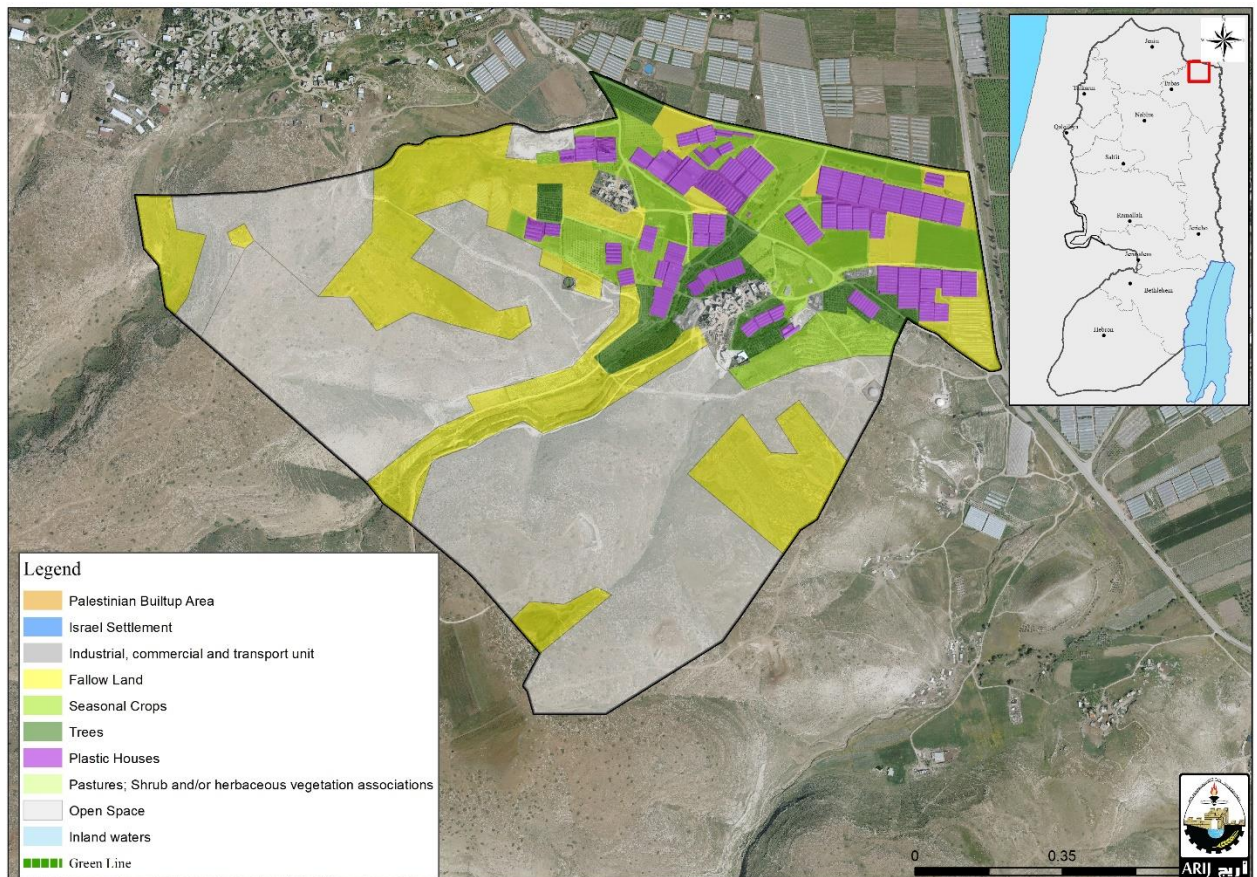 Jenin
Tubas
Tulkarm
Nablus
Qalqiliya
Salfit
Ramallah
Jericho
Jerusalem
Bethlehem
Hebron
Legend
Palestinian Builtup Area
Israel Settlement
Industrial, commercial and transport unit
Fallow Land
Seasonal Crops
Trees
Plastic Houses
Pastures; Shrub and/or herbaceous vegetation associations
Open Space
Inland waters
Green Line
0 0.35
ARIJ أريج